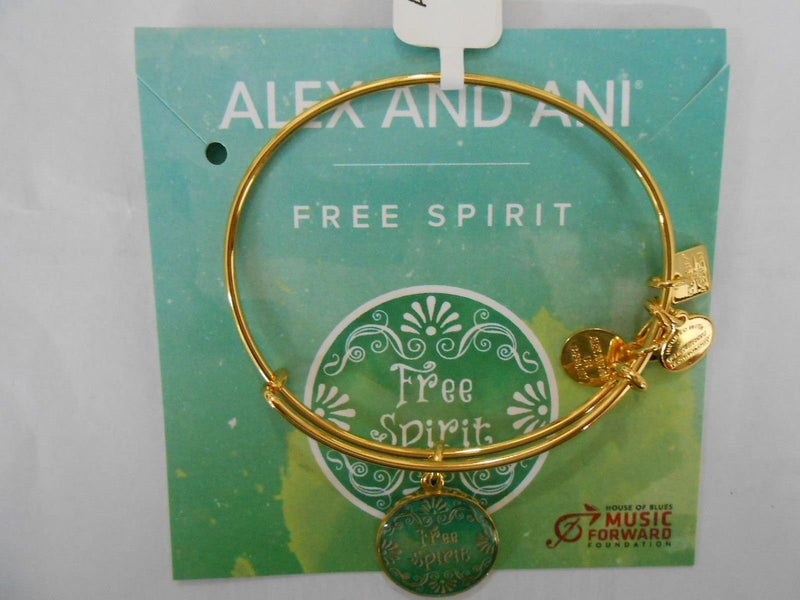 ALEX AND ANI®
FREE SPIRIT
Free
Spirit
Free
Spirit
HOUSE OF BLUES
MUSIC
FORWARD
FOUNDATION